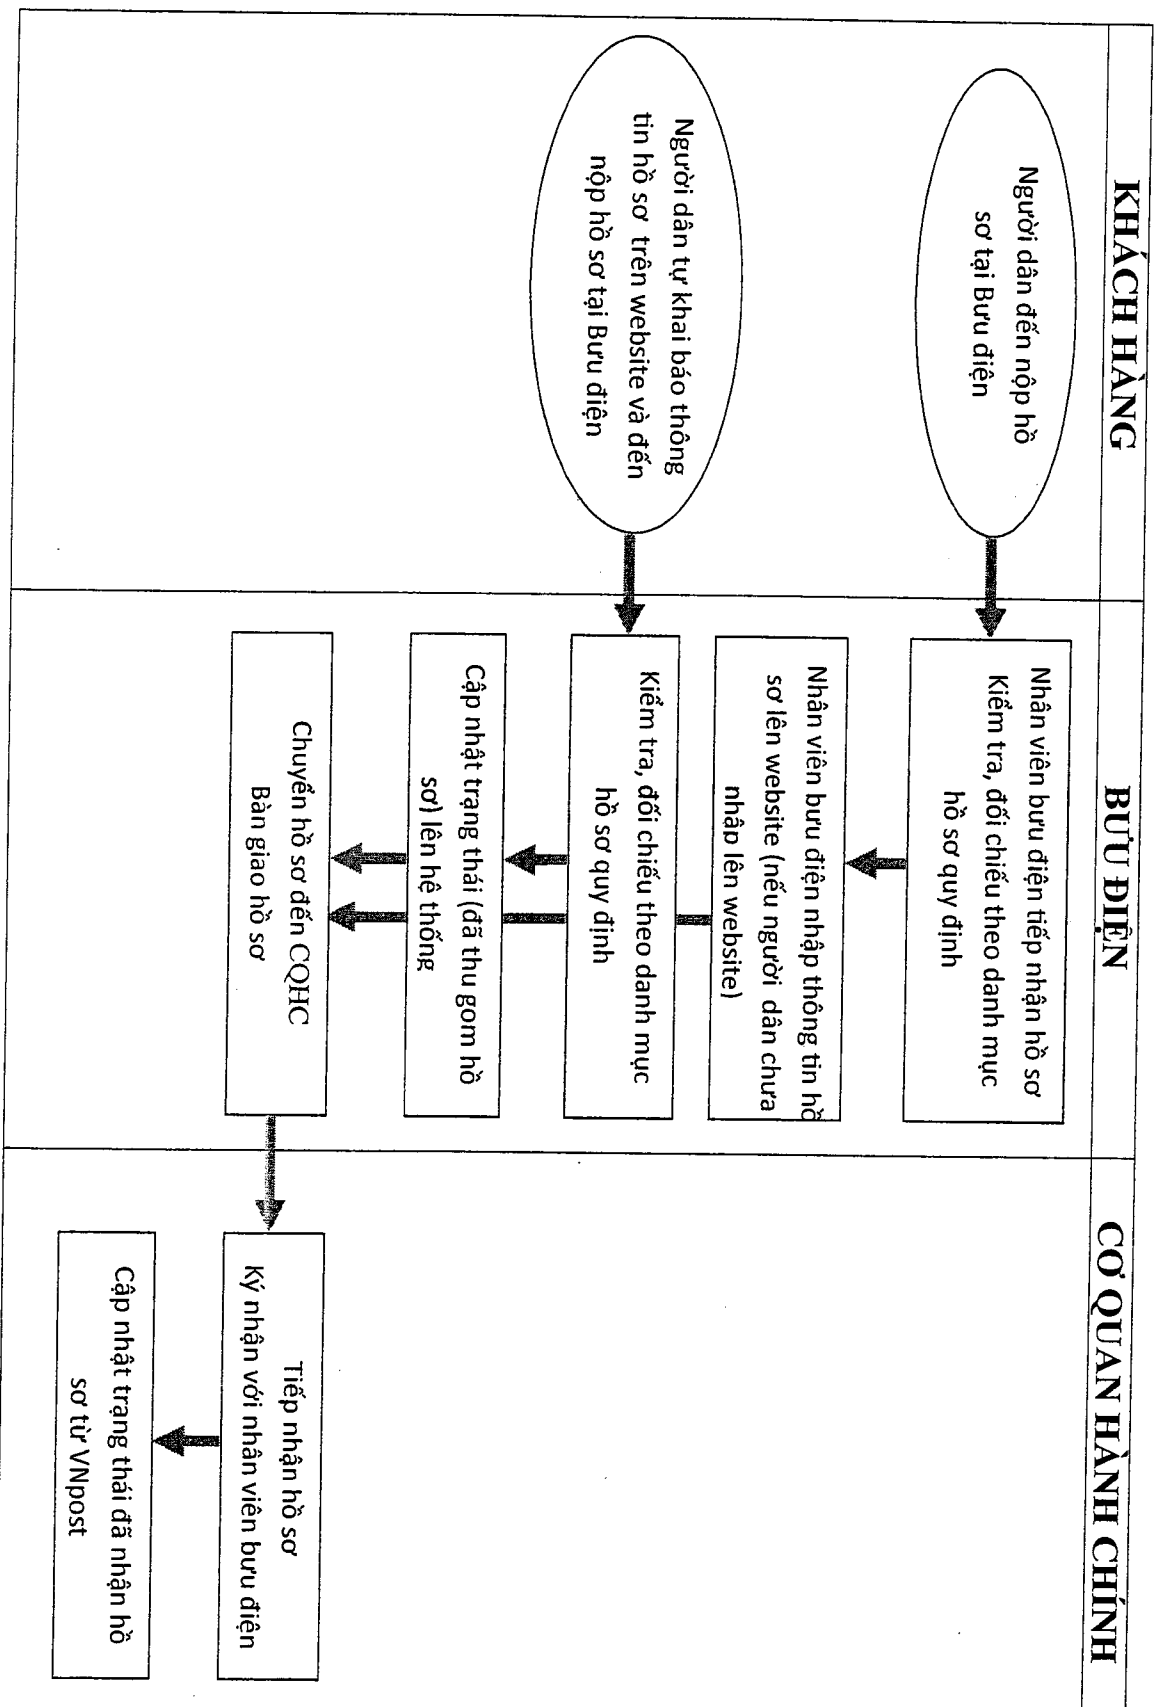 KHÁCH HÀNG
BƯU ĐIỆN
CƠ QUAN HÀNH CHÍNH
Người dân đến nộp hồ
sơ tại Bưu điện
Nhân viên bưu điện tiếp nhận hồ sơ
Kiểm tra, đối chiếu theo danh mục
hồ sơ quy định
Nhân viên bưu điện nhập thông tin hồ
sơ lên website (nếu người dân chưa
nhập lên website)
Người dân tự khai báo thông
tin hồ sơ trên website và đến
nộp hồ sơ tại Bưu điện
Kiểm tra, đối chiếu theo danh mục
hồ sơ quy định
Cập nhật trạng thái (đã thu gom hồ
sơ) lên hệ thống
Chuyển hồ sơ đến CQHC
Bàn giao hồ sơ
Tiếp nhận hồ sơ
Ký nhận với nhân viên bưu điện
Cập nhật trạng thái đã nhận hồ
sơ từ VNpost